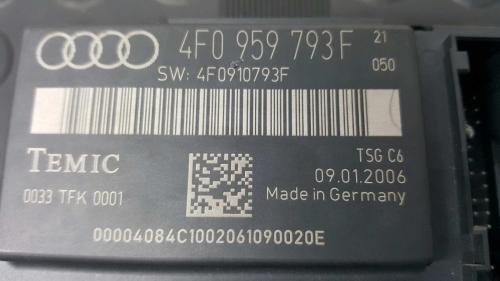 4F0 959 793F 21
SW: 4F0910793F 050
TEMIC TSG C6
09.01.2006
0033 TFK 0001 Made in Germany
00004084C1002061090020E